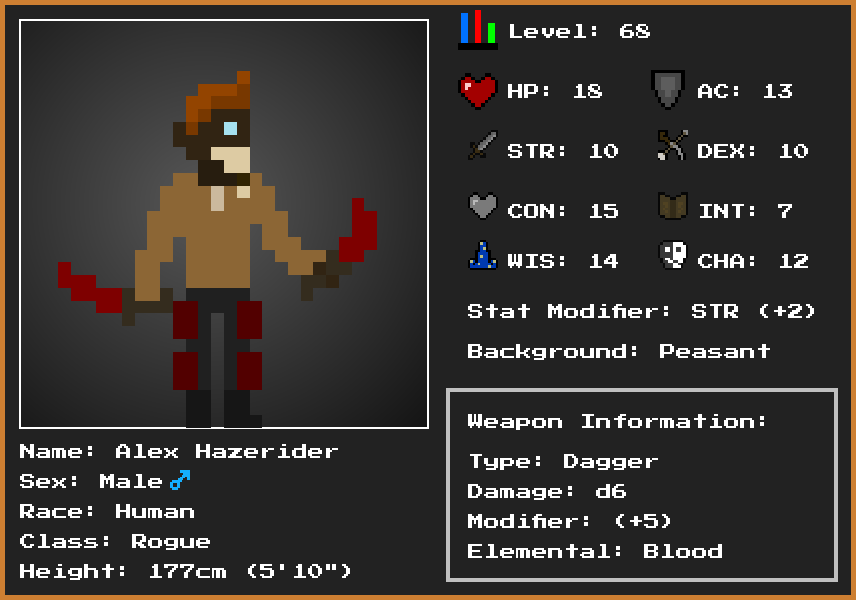 Level: 68
HP: 18 AC: 13
STR: 10 DEX: 10
CON: 15 INT: 7
WIS: 14 CHA: 12
Stat Modifier: STR (+2)
Background: Peasant
Weapon Information:
Type: Dagger
Damage: d6
Modifier: (+5)
Elemental: Blood
Name: Alex Hazerider
Sex: Male♂
Race: Human
Class: Rogue
Height: 177cm (5'10")